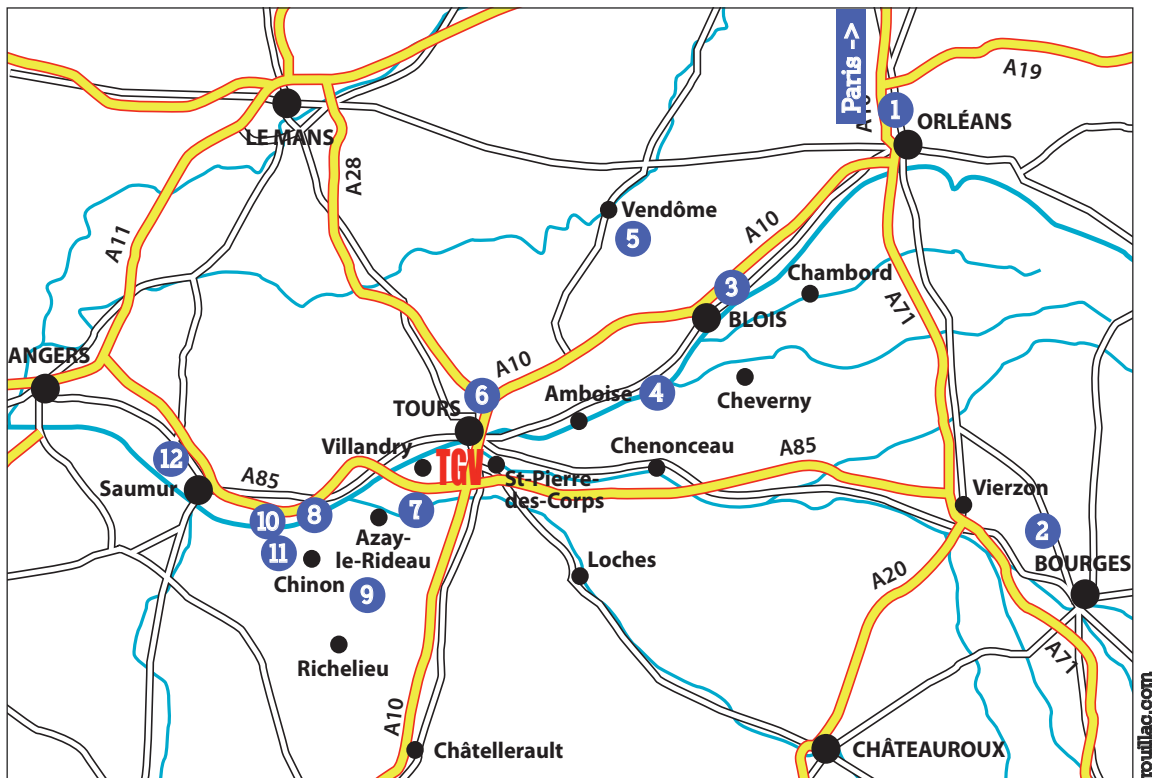 Paris ->
A10
1
A19
ORLÉANS
LE MANS
A28
Vendôme
5
A10
A11
Chambord
3
A71
BLOIS
ANGERS
A10
6
Amboise
4
Cheverny
TOURS
Villandry
Chenonceau
A85
12
TGV
St-Pierre-
des-Corps
Saumur
A85
Vierzon
10
8
7
2
11
Azay-
le-Rideau
Chinon
Loches
BOURGES
9
A20
Richelieu
A71
A10
Châtellerault
CHÂTEAUROUX
rouillac.com